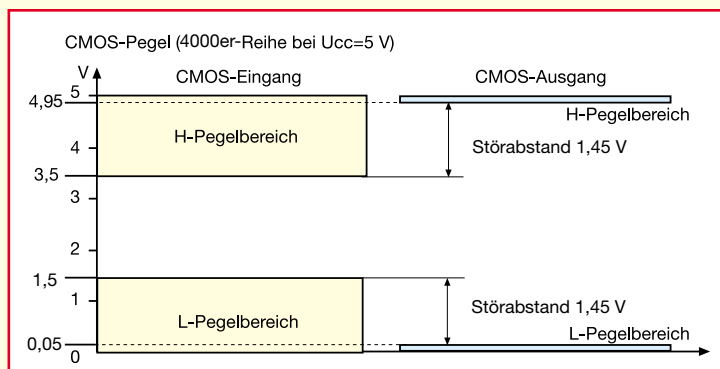 CMOS-Pegel (4000er-Reihe bei Ucc=5 V)
V
CMOS-Eingang
CMOS-Ausgang
5
4,95
H-Pegelbereich
H-Pegelbereich
4
Störabstand 1,45 V
3,5
3
2
1,5
1
Störabstand 1,45 V
L-Pegelbereich
L-Pegelbereich
0,05
0